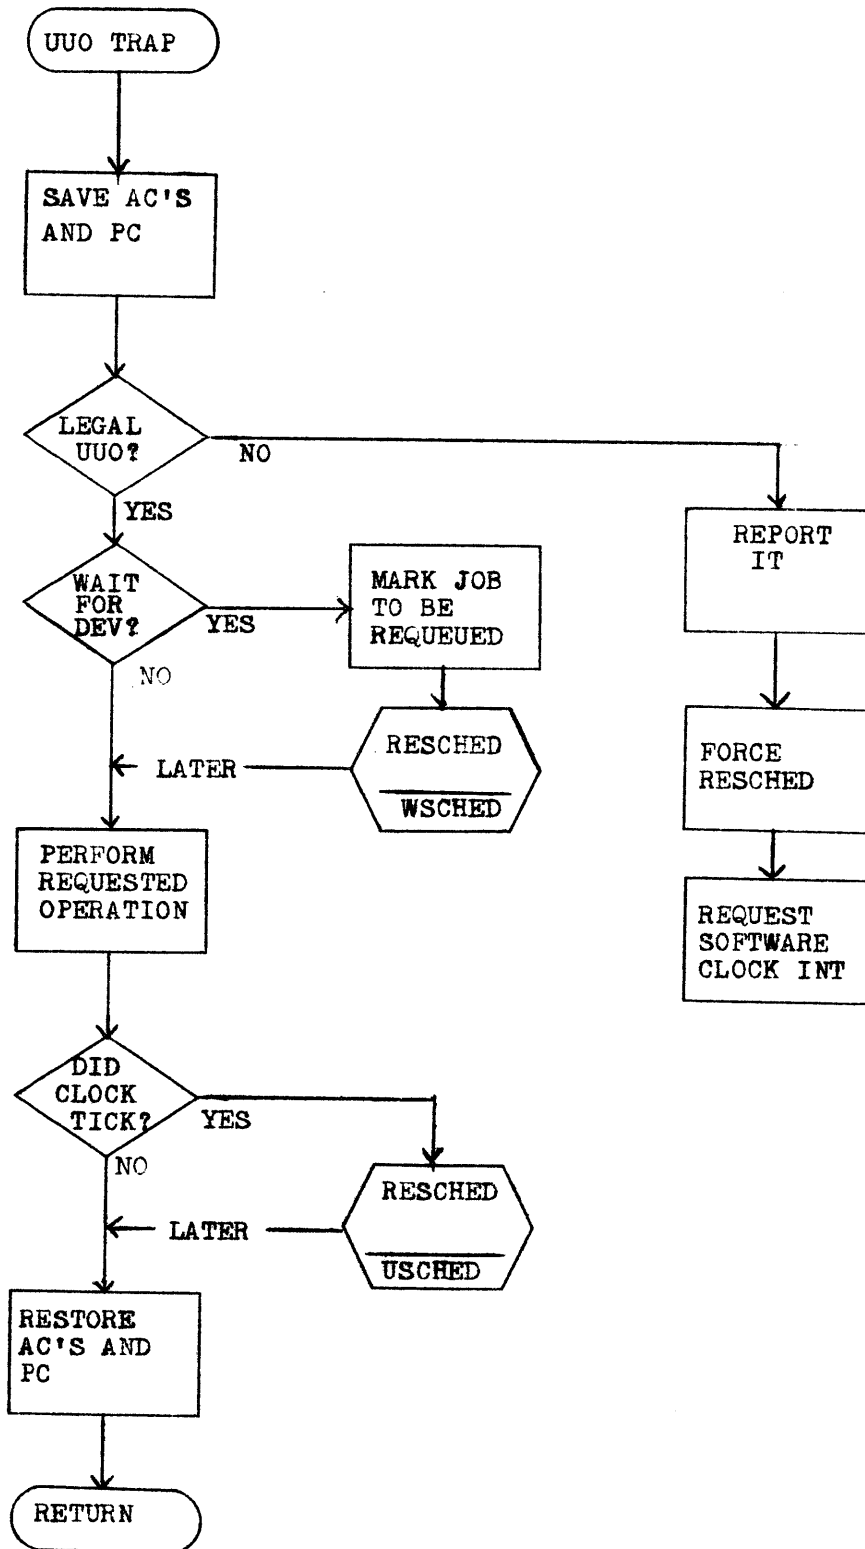 UUO TRAP
SAVE AC'S
AND PC
LEGAL
UUO?
NO
YES
REPORT
IT
WAIT
FOR
DEV?
YES
NO
MARK JOB
TO BE
REQUEUED
RESCHED
WSCHED
LATER
FORCE
RESCHED
PERFORM
REQUESTED
OPERATION
REQUEST
SOFTWARE
CLOCK INT
DID
CLOCK
TICK?
YES
NO
RESCHED
USCHED
LATER
RESTORE
AC'S AND
PC
RETURN